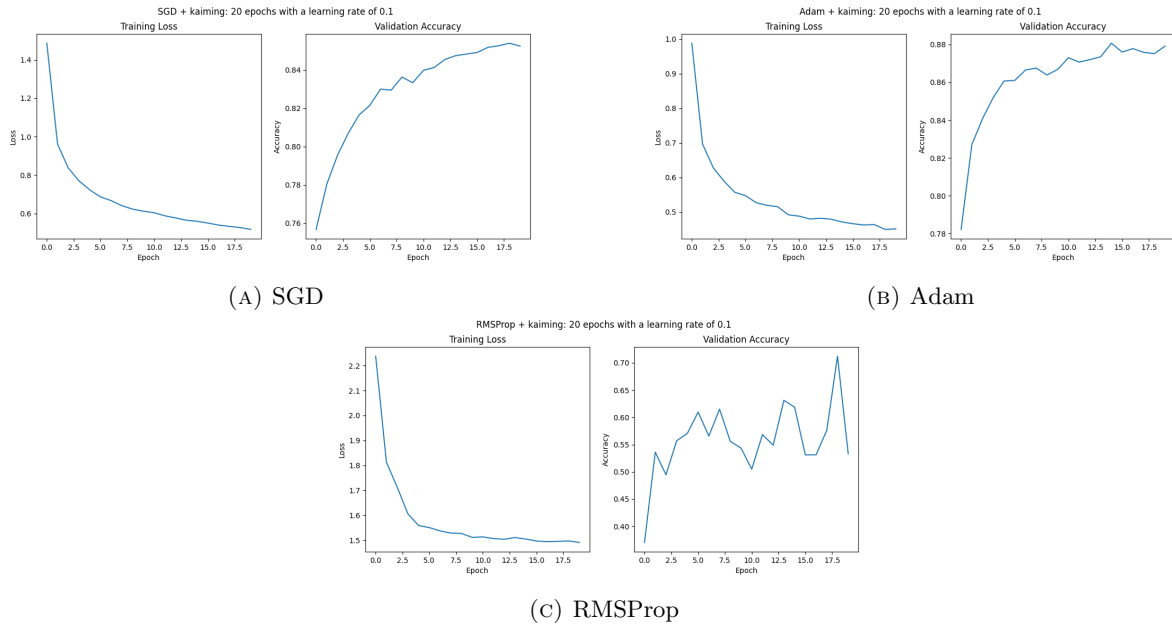 SGD + kaiming: 20 epochs with a learning rate of 0.1
Training Loss
Validation Accuracy
1.4
1.2
1.0
0.8
0.6
Loss
0.0 2.5 5.0 7.5 10.0 12.5 15.0 17.5
Epoch
0.84
0.82
0.80
0.78
0.76
Accuracy
0.0 2.5 5.0 7.5 10.0 12.5 15.0 17.5
Epoch
(A) SGD
Adam + kaiming: 20 epochs with a learning rate of 0.1
Training Loss
Validation Accuracy
1.0
0.9
0.8
0.7
0.6
0.5
Loss
0.0 2.5 5.0 7.5 10.0 12.5 15.0 17.5
Epoch
0.88
0.86
0.84
0.82
0.80
0.78
Accuracy
0.0 2.5 5.0 7.5 10.0 12.5 15.0 17.5
Epoch
(B) Adam
RMSProp + kaiming: 20 epochs with a learning rate of 0.1
Training Loss
Validation Accuracy
2.2
2.1
2.0
1.9
1.8
1.7
1.6
1.5
Loss
0.0 2.5 5.0 7.5 10.0 12.5 15.0 17.5
Epoch
0.70
0.65
0.60
0.55
0.50
0.45
0.40
Accuracy
0.0 2.5 5.0 7.5 10.0 12.5 15.0 17.5
Epoch
(C) RMSProp